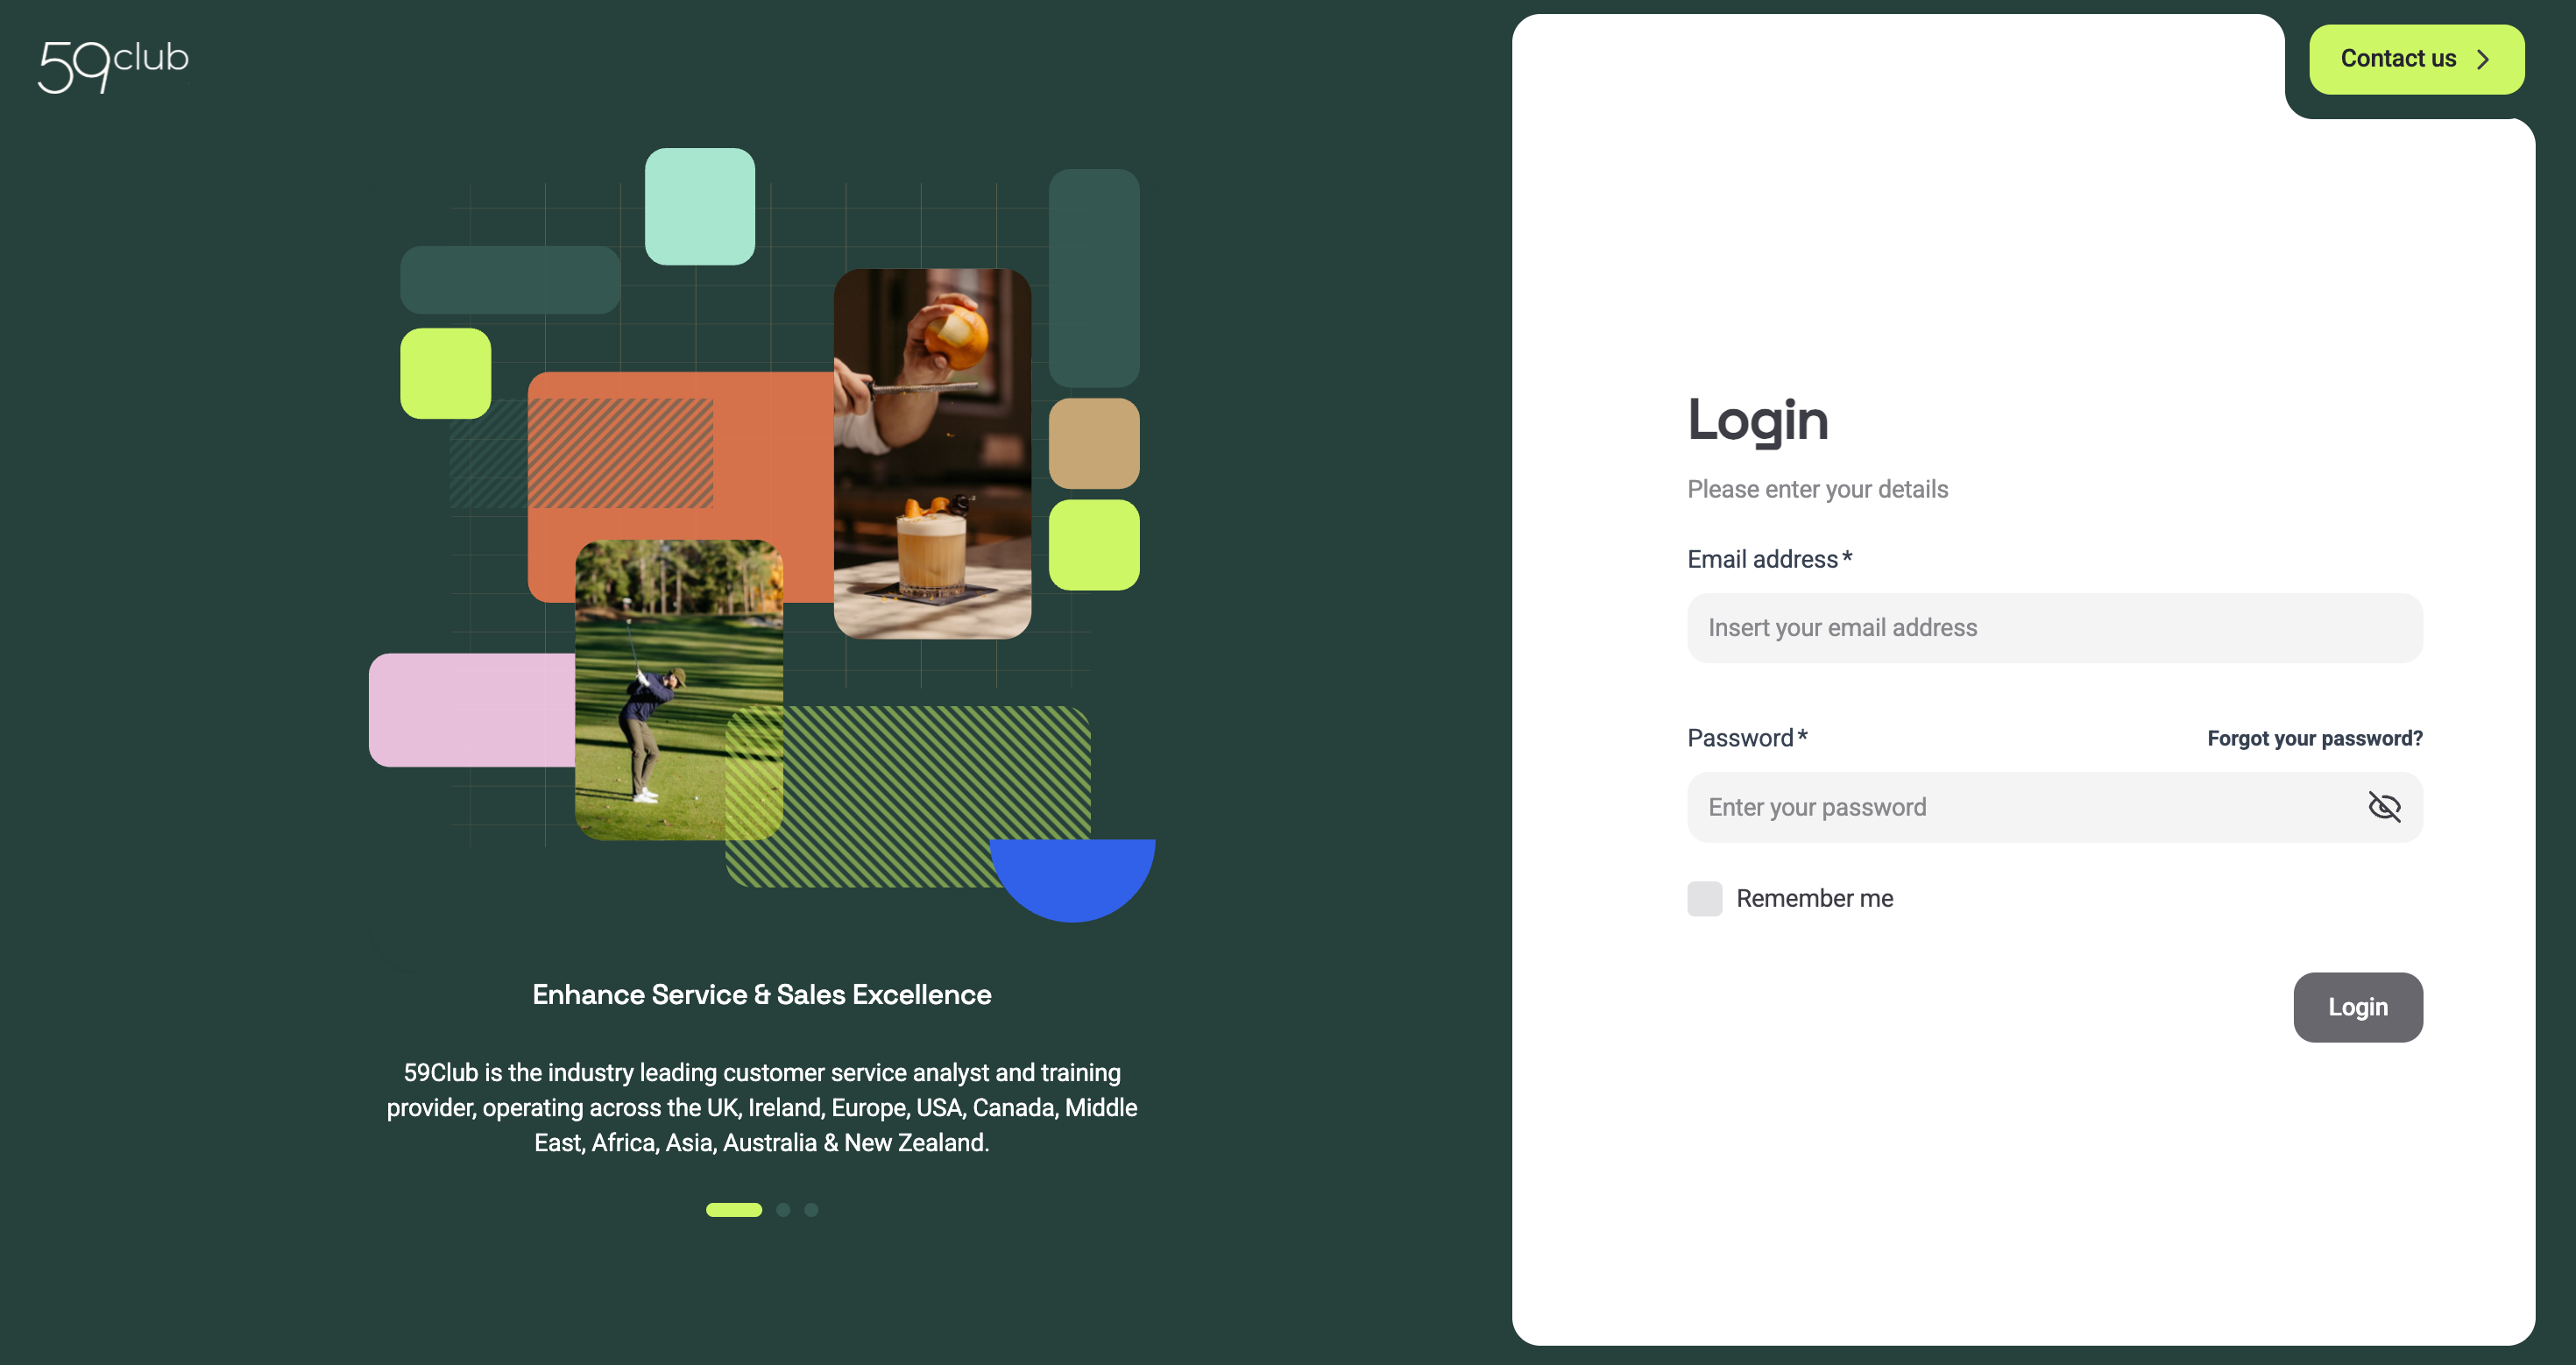 59club
Contact us
Login
Please enter your details
Email address*
Insert your email address
Password*
Forgot your password?
Enter your password
Remember me
Login
Enhance Service & Sales Excellence
59Club is the industry leading customer service analyst and training
provider, operating across the UK, Ireland, Europe, USA, Canada, Middle
East, Africa, Asia, Australia & New Zealand.